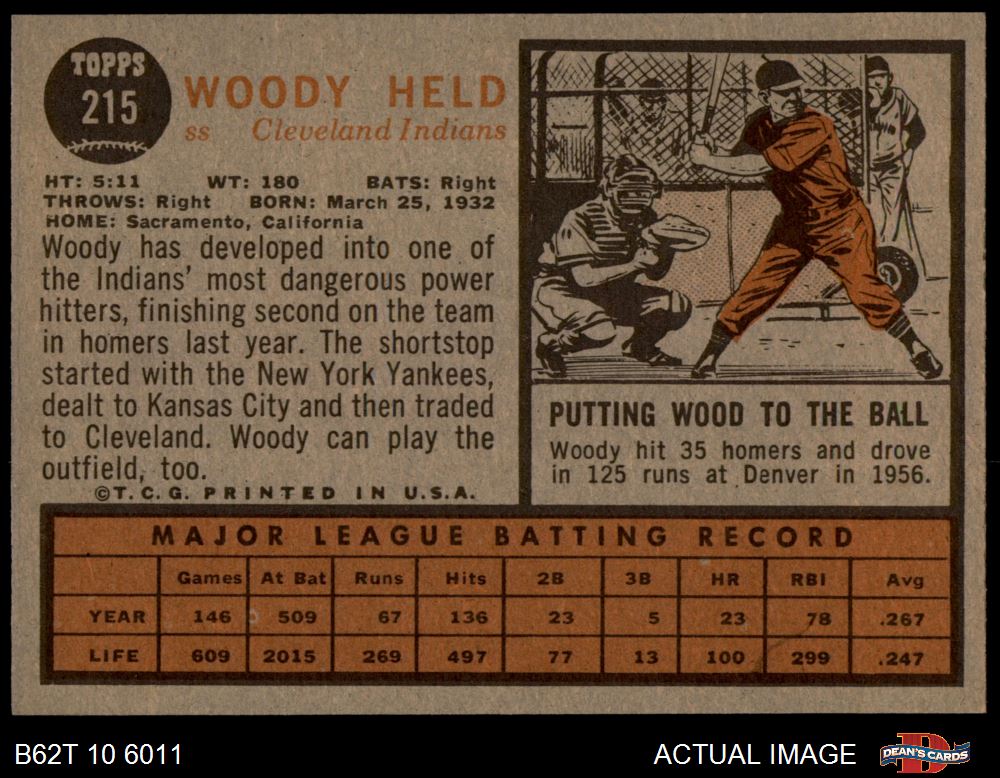 TOPPS
215
WOODY HELD
ss Cleveland Indians
HT: 5:11 WT: 180 BATS: Right
THROWS: Right BORN: March 25, 1932
HOME: Sacramento, California
Woody has developed into one of
the Indians' most dangerous power
hitters, finishing second on the team
in homers last year. The shortstop
started with the New York Yankees,
dealt to Kansas City and then traded
to Cleveland. Woody can play the
outfield, too.
©T.C.G. PRINTED IN U.S.A.
PUTTING WOOD TO THE BALL
Woody hit 35 homers and drove
in 125 runs at Denver in 1956.
MAJOR LEAGUE BATTING RECORD
Games At Bat Runs Hits 2B 3B HR RBI Avg
YEAR 146 509 67 136 23 5 23 78 .267
LIFE 609 2015 269 497 77 13 100 299 .247
B62T 10 6011 ACTUAL IMAGE DEAN'S CARDS